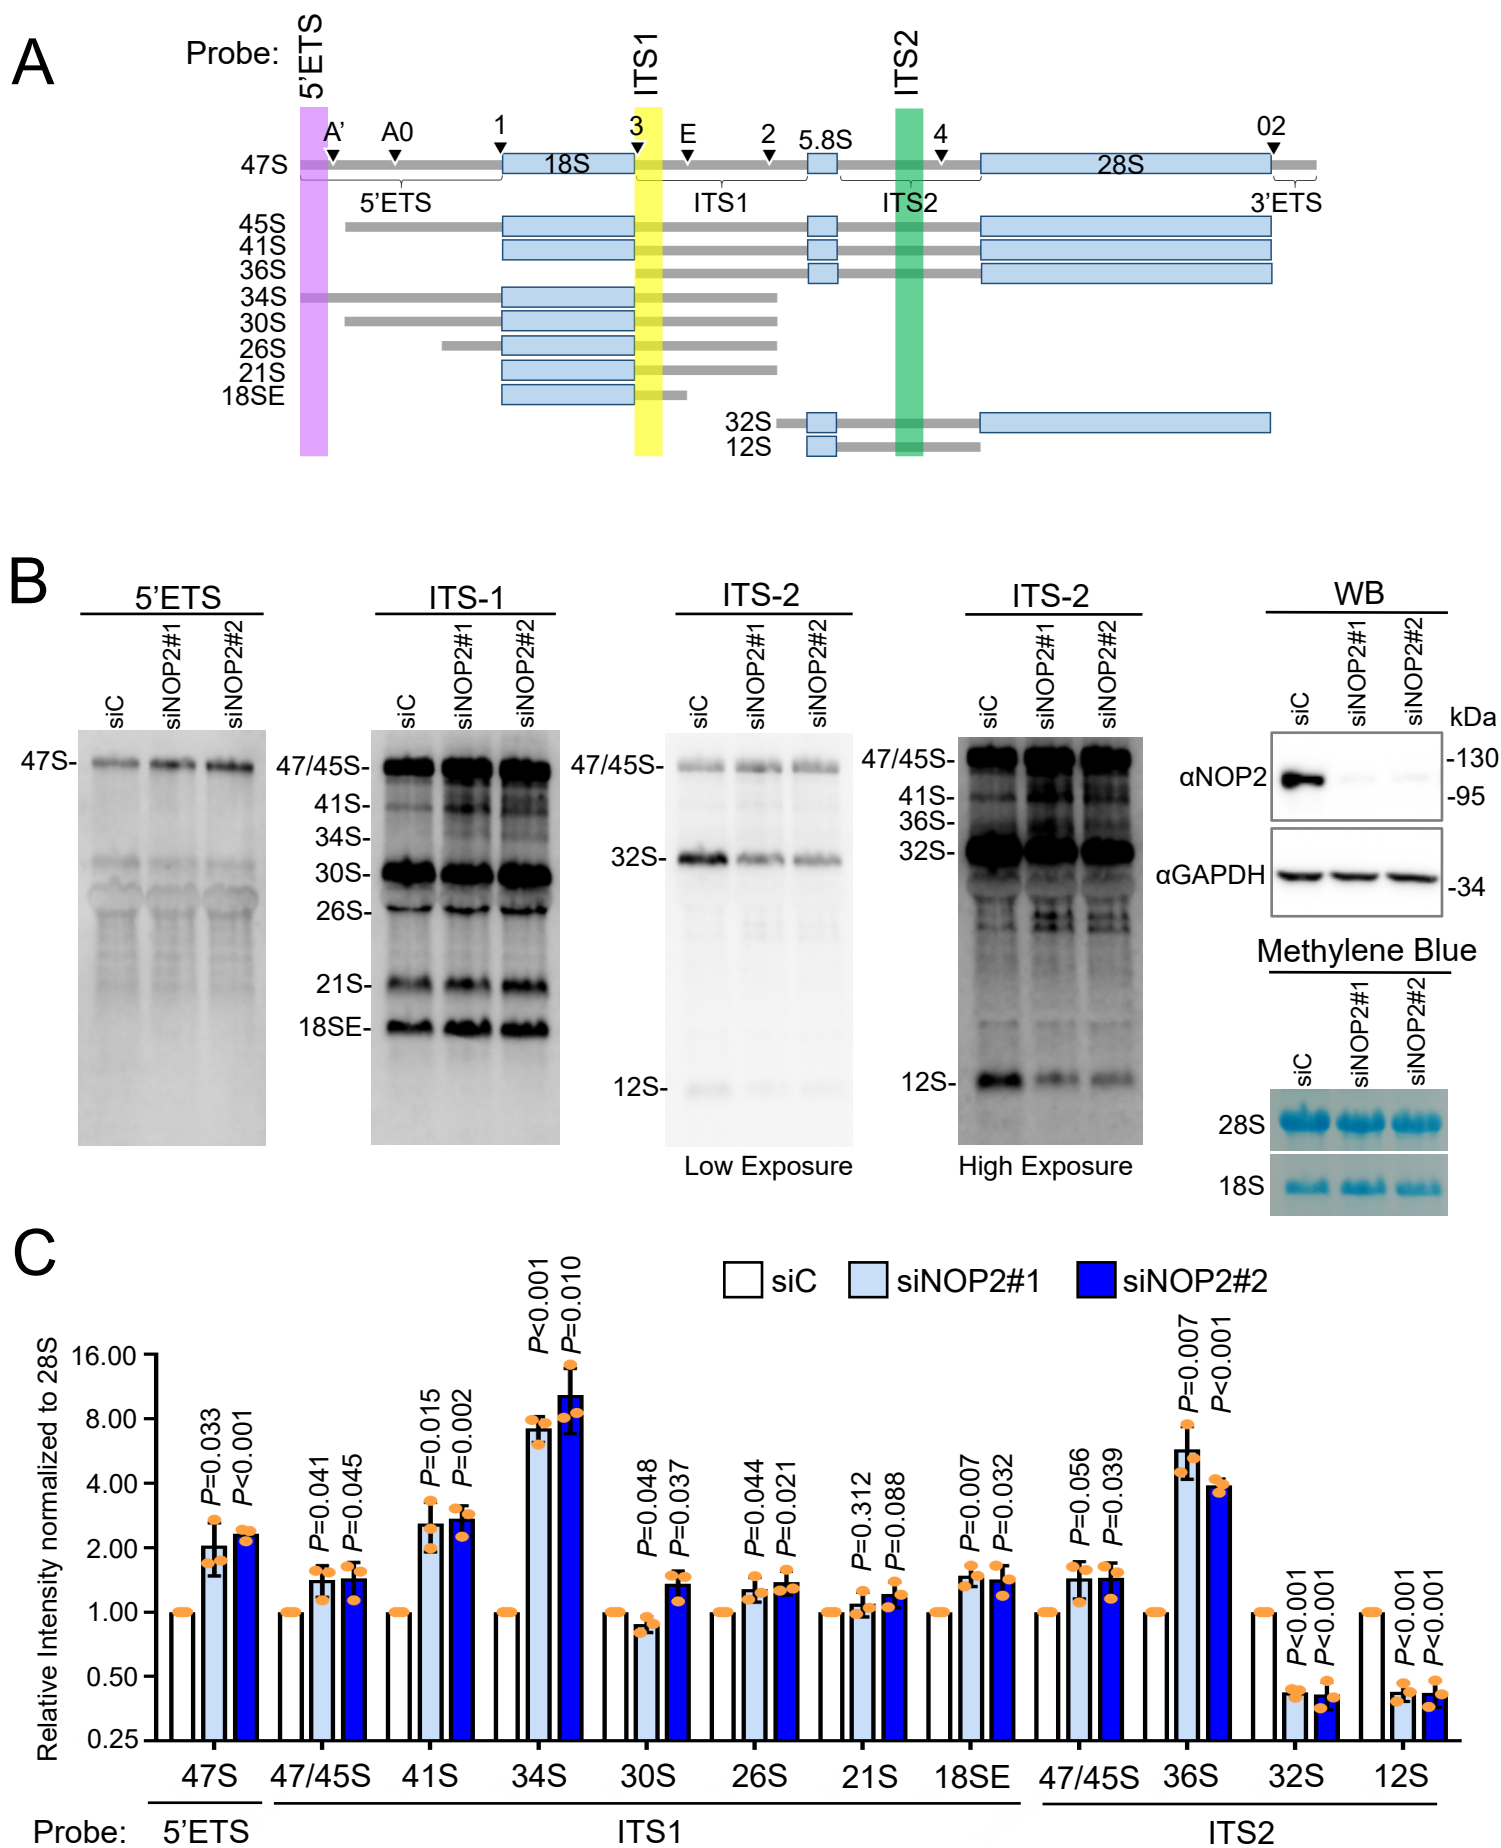 A
Probe:
5’ETS
ITS1
ITS2
A’ A0 1 3 E 2 5.8S 4 02
47S 18S 28S
5’ETS ITS1 ITS2 3’ETS
45S
41S
36S
34S
30S
26S
21S
18SE
32S
12S
B
5’ETS
siC siNOP2#1 siNOP2#2
47S-
ITS-1
siC siNOP2#1 siNOP2#2
47/45S-
41S-
34S-
30S-
26S-
21S-
18SE-
ITS-2
siC siNOP2#1 siNOP2#2
47/45S-
32S-
12S-
Low Exposure
ITS-2
siC siNOP2#1 siNOP2#2
47/45S-
41S-
36S-
32S-
12S-
High Exposure
WB
siC siNOP2#1 siNOP2#2
kDa
αNOP2
-130
-95
αGAPDH
-34
Methylene Blue
siC siNOP2#1 siNOP2#2
28S
18S
C
siC siNOP2#1 siNOP2#2
Relative Intensity normalized to 28S
16.00
8.00
4.00
2.00
1.00
0.50
0.25
P=0.033
P<0.001
P=0.041
P=0.045
P=0.015
P=0.002
P<0.001
P=0.010
P=0.048
P=0.037
P=0.044
P=0.021
P=0.312
P=0.088
P=0.007
P=0.032
P=0.056
P=0.039
P=0.007
P<0.001
P<0.001
P<0.001
P<0.001
P<0.001
47S 47/45S 41S 34S 30S 26S 21S 18SE 47/45S 36S 32S 12S
Probe: 5’ETS ITS1 ITS2